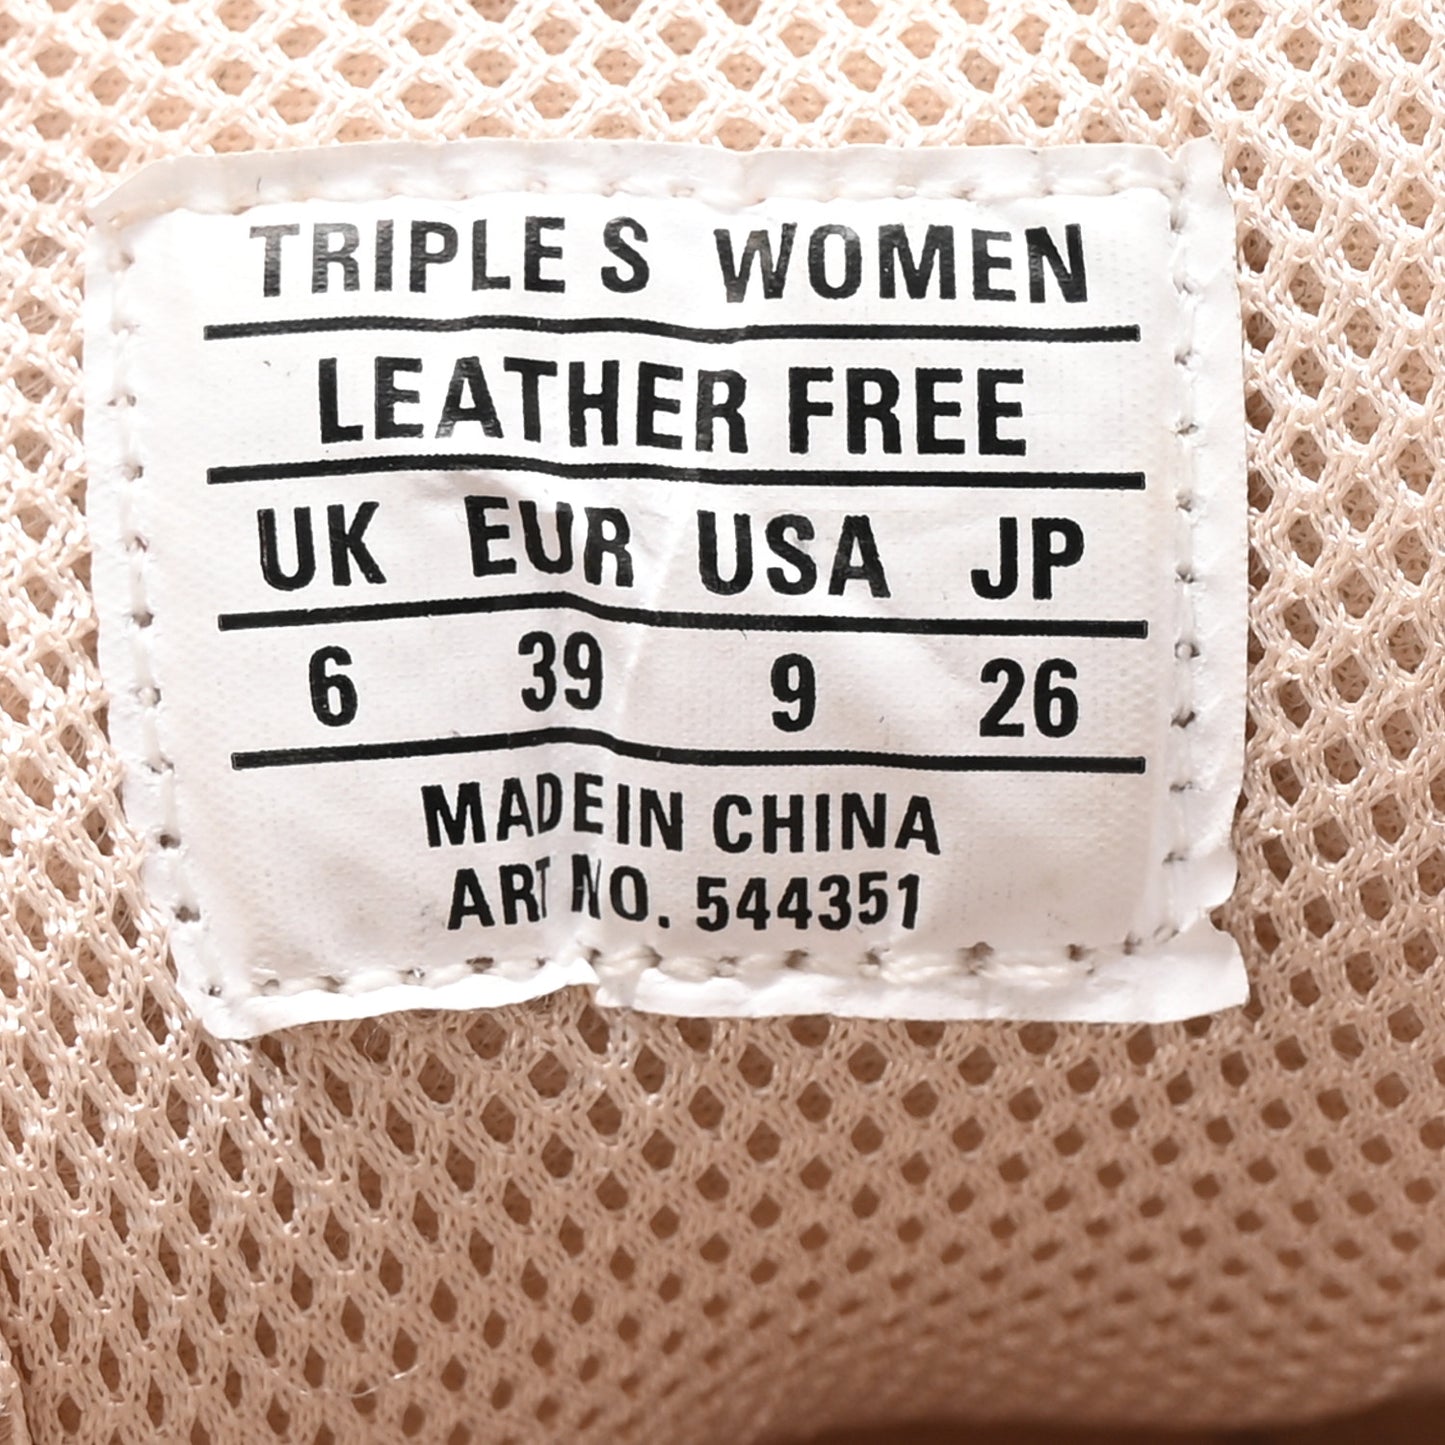 TRIPLE S WOMEN
LEATHER FREE
UK EUR USA JP
6 39 9 26
MADE IN CHINA
ART NO. 544351